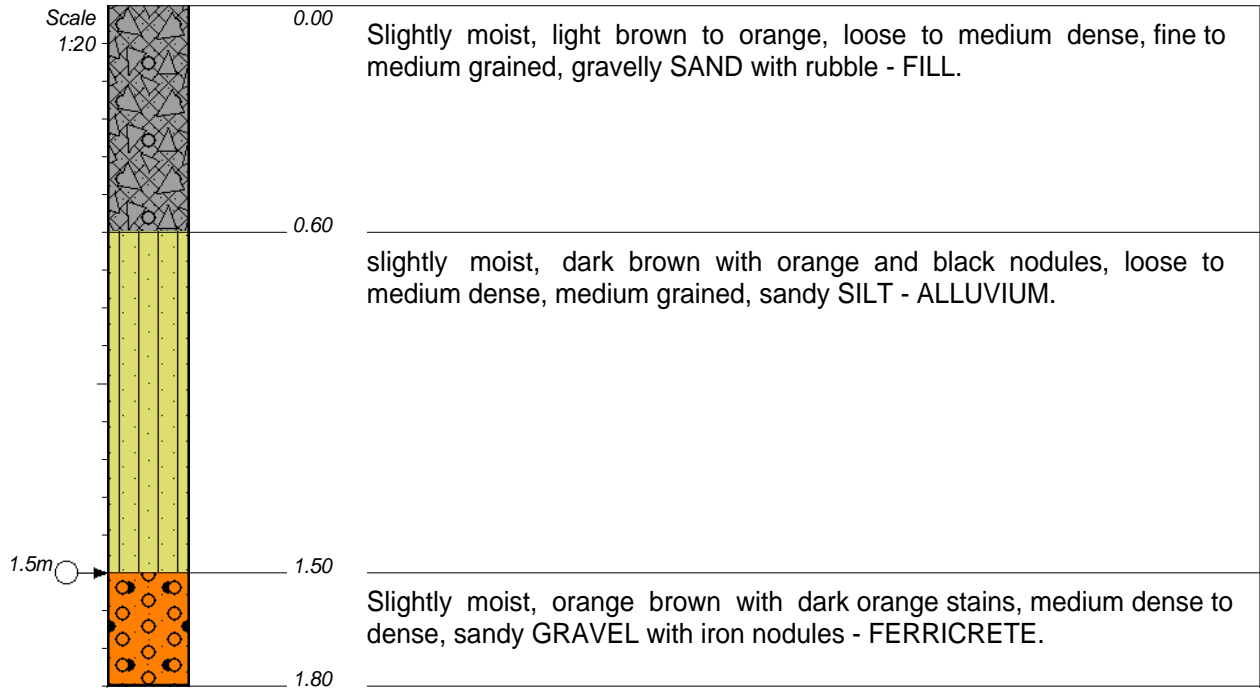 Scale
1:20
0.00
Slightly moist, light brown to orange, loose to medium dense, fine to
medium grained, gravelly SAND with rubble - FILL.
0.60
slightly moist, dark brown with orange and black nodules, loose to
medium dense, medium grained, sandy SILT - ALLUVIUM.
1.5m
1.50
Slightly moist, orange brown with dark orange stains, medium dense to
dense, sandy GRAVEL with iron nodules - FERRICRETE.
1.80